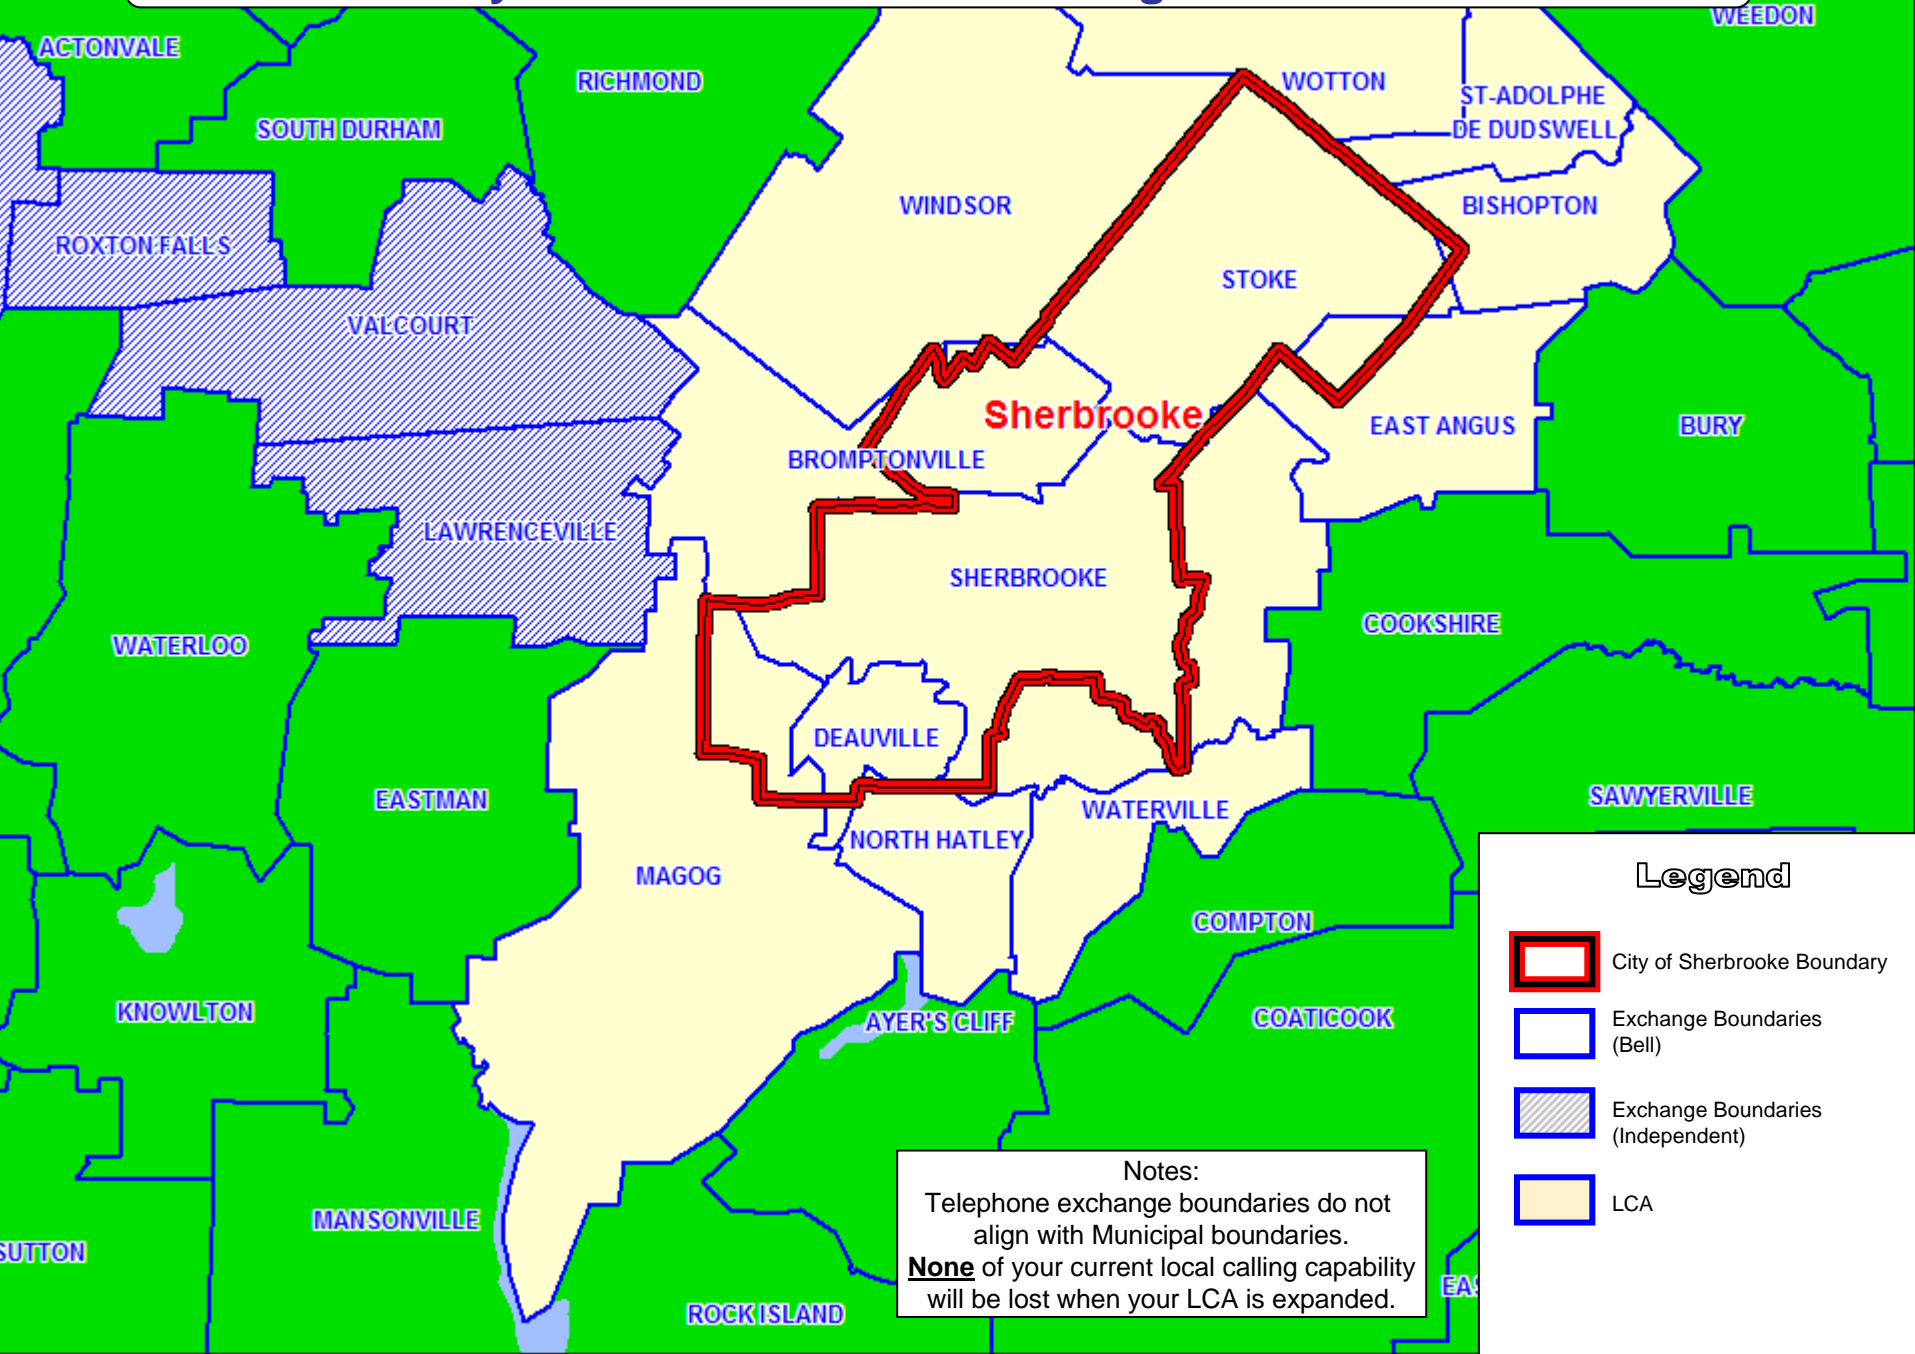 WEEDON
ACTONVALE
RICHMOND
WOTTON
ST-ADOLPHE
DE DUDSWELL
SOUTH DURHAM
WINDSOR
BISHOPTON
ROXTON FALLS
STOKE
VALCOURT
Sherbrooke
EAST ANGUS
BURY
BROMPTONVILLE
LAWRENCEVILLE
SHERBROOKE
COOKSHIRE
WATERLOO
DEAUVILLE
EASTMAN
SAWYERVILLE
WATERVILLE
NORTH HATLEY
MAGOG
COMPTON
KNOWLTON
AYER'S CLIFF
COATICOOK
MANSONVILLE
SUTTON
ROCK ISLAND
Legend
City of Sherbrooke Boundary
Exchange Boundaries
(Bell)
Exchange Boundaries
(Independent)
LCA
Notes:
Telephone exchange boundaries do not
align with Municipal boundaries.
None of your current local calling capability
will be lost when your LCA is expanded.